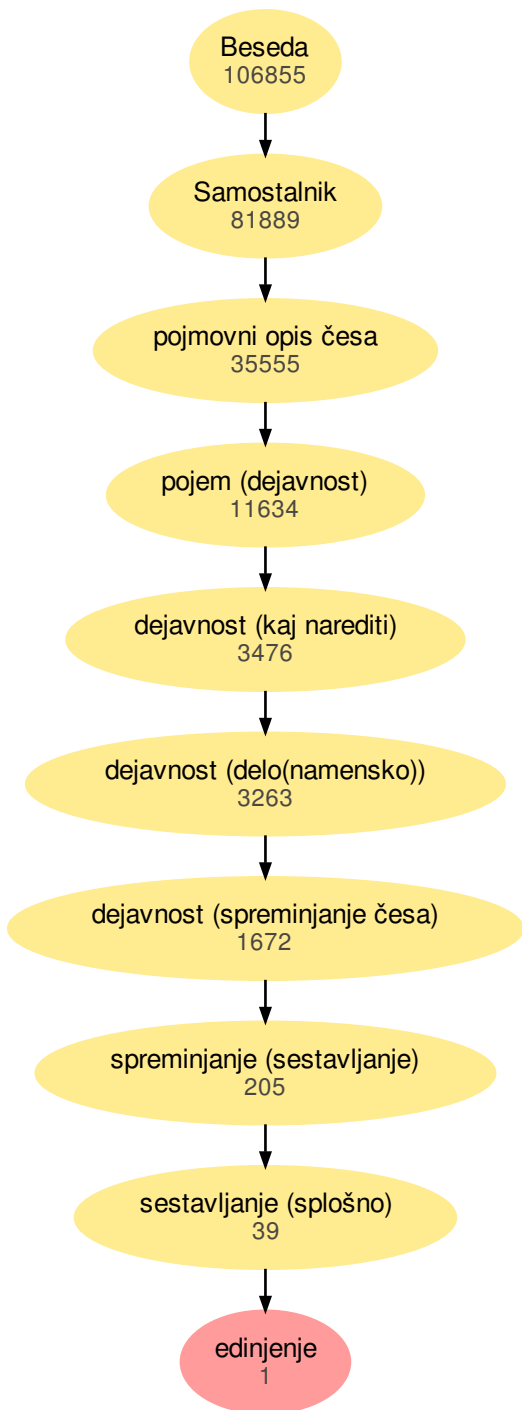 Beseda
106855
Samostalnik
81889
pojmovni opis česa
35555
pojem (dejavnost)
11634
dejavnost (kaj narediti)
3476
dejavnost (delo(namensko))
3263
dejavnost (spreminjanje česa)
1672
spreminjanje (sestavljanje)
205
sestavljanje (splošno)
39
edinjenje
1